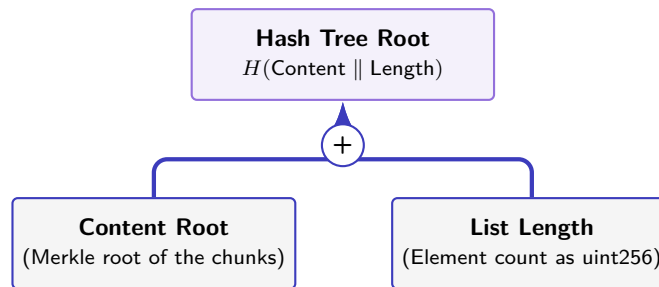 Hash Tree Root
H(Content ∥ Length)
+
Content Root
(Merkle root of the chunks)
List Length
(Element count as uint256)